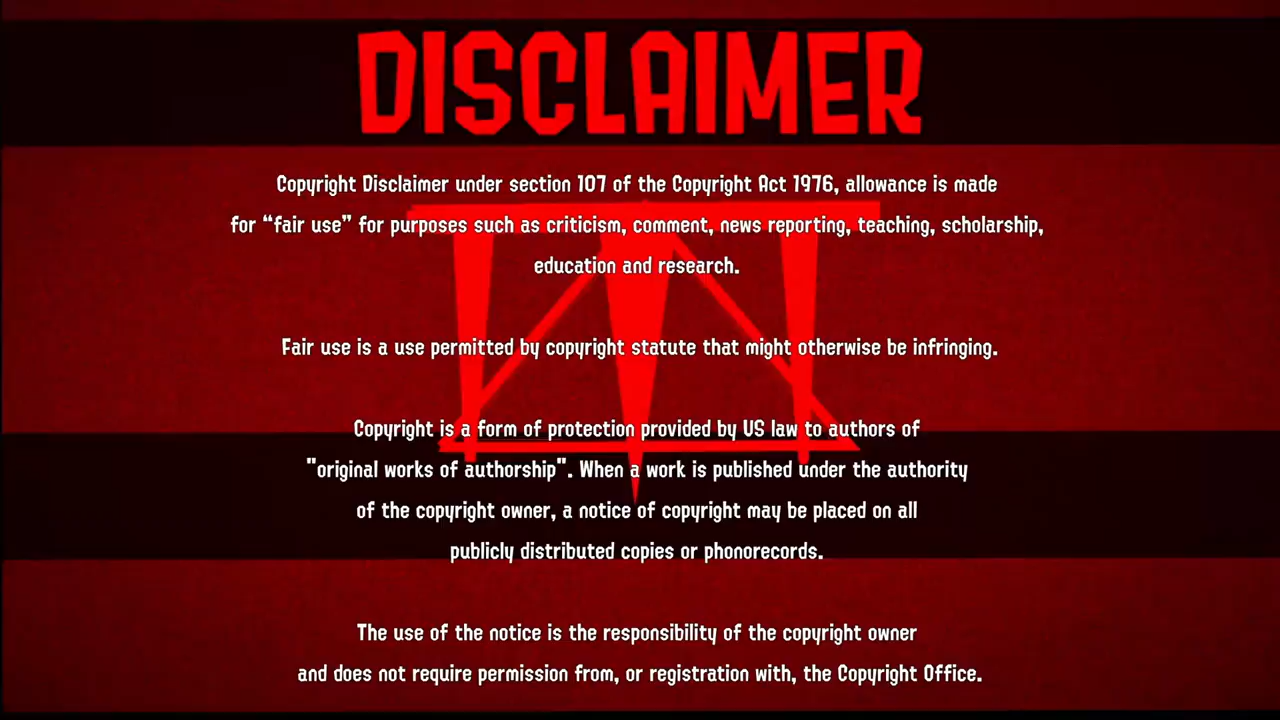 DISCLAIMER
Copyright Disclaimer under section 107 of the Copyright Act 1976, allowance is made
for “fair use” for purposes such as criticism, comment, news reporting, teaching, scholarship,
education and research.
Fair use is a use permitted by copyright statute that might otherwise be infringing.
Copyright is a form of protection provided by US law to authors of
"original works of authorship". When a work is published under the authority
of the copyright owner, a notice of copyright may be placed on all
publicly distributed copies or phonorecords.
The use of the notice is the responsibility of the copyright owner
and does not require permission from, or registration with, the Copyright Office.